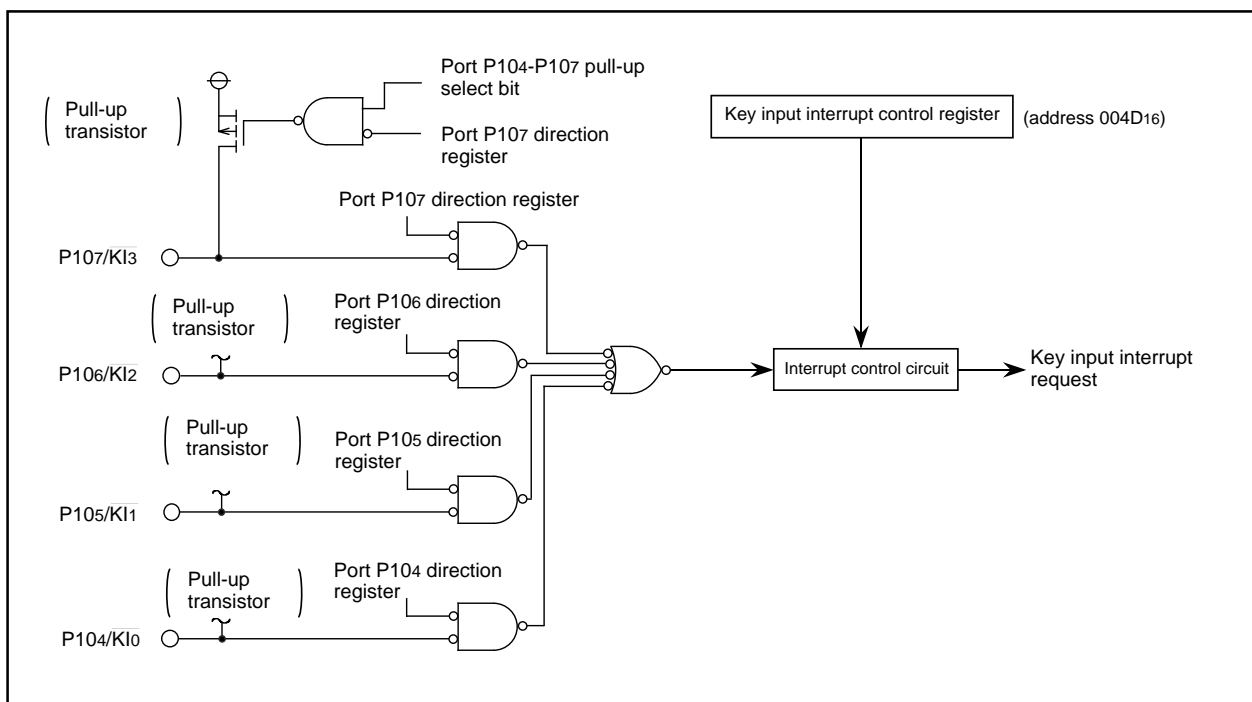 Port P104-P107 pull-up
select bit
( Pull-up
transistor )
Key input interrupt control register
(address 004D16)
Port P107 direction
register
Port P107 direction register
P107/KI3
( Pull-up
transistor )
Port P106 direction
register
P106/KI2
Interrupt control circuit
Key input interrupt
request
( Pull-up
transistor )
Port P105 direction
register
P105/KI1
( Pull-up
transistor )
Port P104 direction
register
P104/KI0